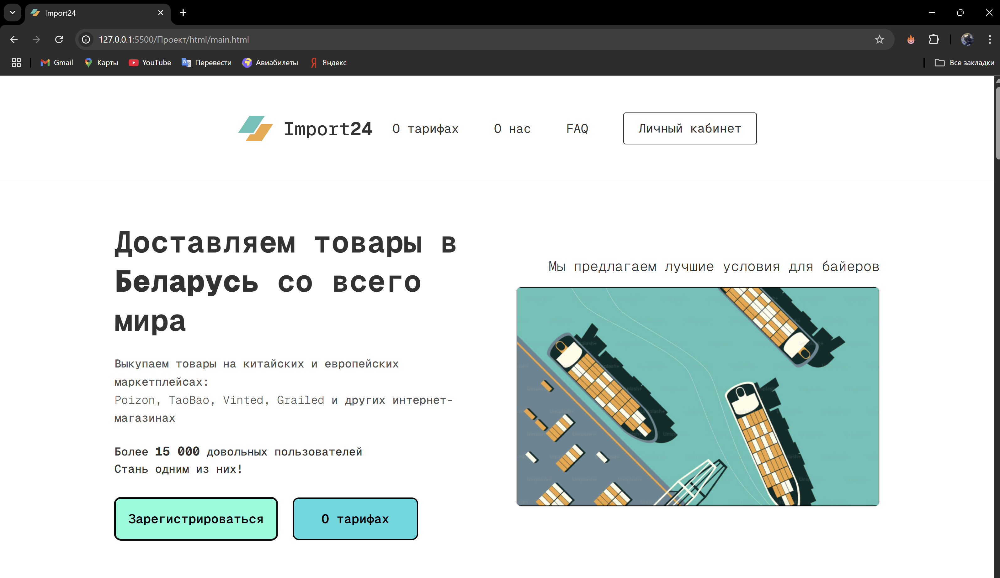 Import24
127.0.0.1:5500/Проект/html/main.html
Gmail Карты YouTube Перевести Авиабилеты Яндекс Все закладки
Import24 О тарифах О нас FAQ Личный кабинет
Доставляем товары в
Беларусь со всего
мира
Выкупаем товары на китайских и европейских
маркетплейсах:
Poizon, TaoBao, Vinted, Grailed и других интернет-
магазинах
Более 15 000 довольных пользователей
Стань одним из них!
Зарегистрироваться О тарифах
Мы предлагаем лучшие условия для байеров